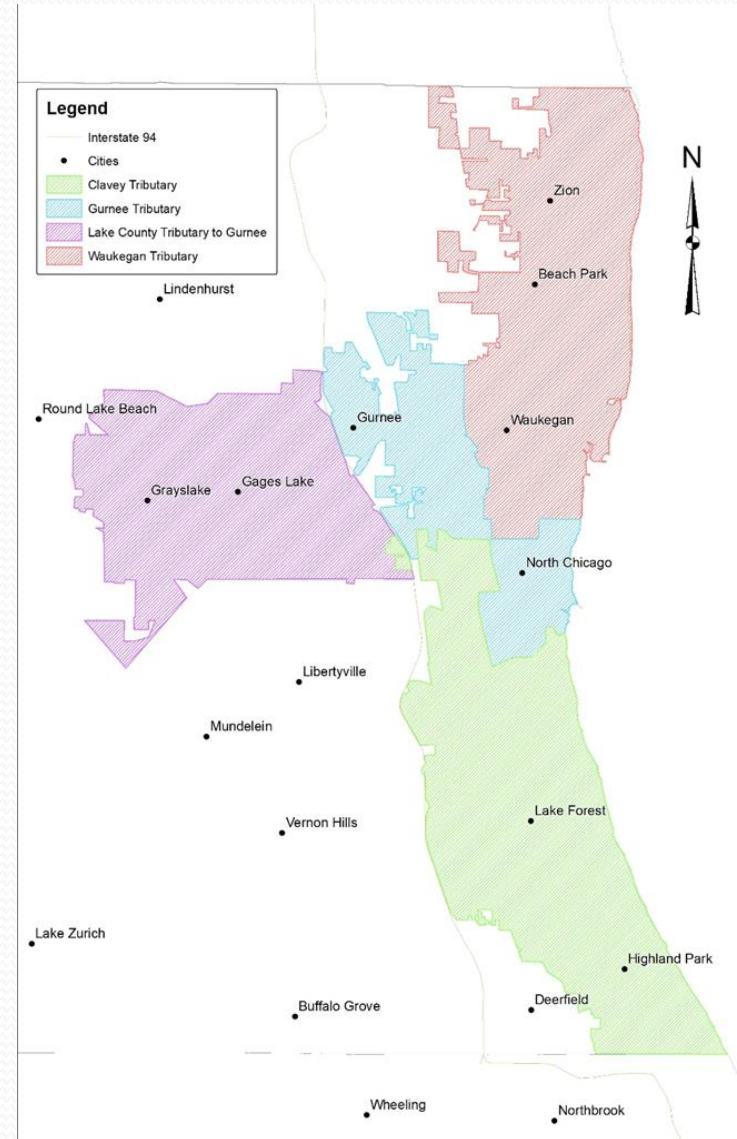 Legend
Interstate 94
Cities
Clavey Tributary
Gurnee Tributary
Lake County Tributary to Gurnee
Waukegan Tributary
N
Zion
Beach Park
Lindenhurst
Round Lake Beach
Gurnee
Waukegan
Grayslake
Gages Lake
North Chicago
Libertyville
Mundelein
Lake Forest
Vernon Hills
Lake Zurich
Highland Park
Buffalo Grove
Deerfield
Wheeling
Northbrook